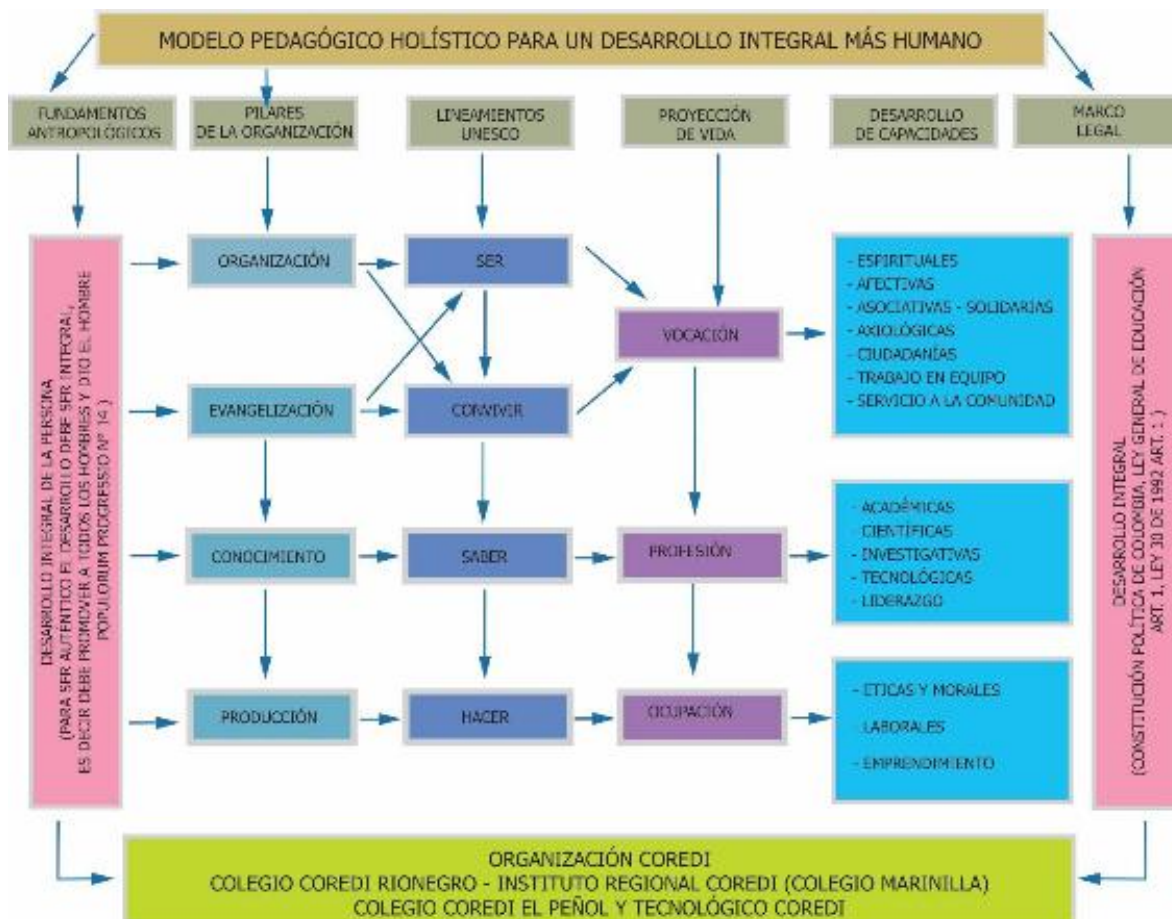 MODELO PEDAGÓGICO HOLÍSTICO PARA UN DESARROLLO INTEGRAL MÁS HUMANO
FUNDAMENTOS
ANTROPOLÓGICOS
PILARES
DE LA ORGANIZACIÓN
LINEAMIENTOS
UNESCO
PROYECCIÓN
DE VIDA
DESARROLLO
DE CAPACIDADES
MARCO
LEGAL
DESARROLLO INTEGRAL DE LA PERSONA
(PARA SER AUTENTICO EL DESARROLLO DEBE SER INTEGRAL,
ES DECIR DEBE PROMOVER A TODOS LOS HOMBRES Y DTO EL HOMBRE
POPULORUM PROGRESSIO Nº 14 )
ORGANIZACIÓN
SER
VOCACIÓN
- ESPIRITUALES
- AFECTIVAS
- ASOCIATIVAS - SOLIDARIAS
- AXIOLÓGICAS
- CIUDADANÍAS
- TRABAJO EN EQUIPO
- SERVICIO A LA COMUNIDAD
EVANGELIZACIÓN
CONVIVIR
CONOCIMIENTO
SABER
PROFESIÓN
- ACADÉMICAS
- CIENTÍFICAS
- INVESTIGATIVAS
- TECNOLÓGICAS
- LIDERAZGO
PRODUCCIÓN
HACER
OCUPACIÓN
- ETICAS Y MORALES
- LABORALES
- EMPRENDIMIENTO
DESARROLLO INTEGRAL
(CONSTITUCIÓN POLÍTICA DE COLOMBIA, LEY GENERAL DE EDUCACIÓN
ART. 1, LEY 30 DE 1992 ART. 1 )
ORGANIZACIÓN COREDI
COLEGIO COREDI RIONEGRO - INSTITUTO REGIONAL COREDI (COLEGIO MARINILLA)
COLEGIO COREDI EL PEÑOL Y TECNOLÓGICO COREDI